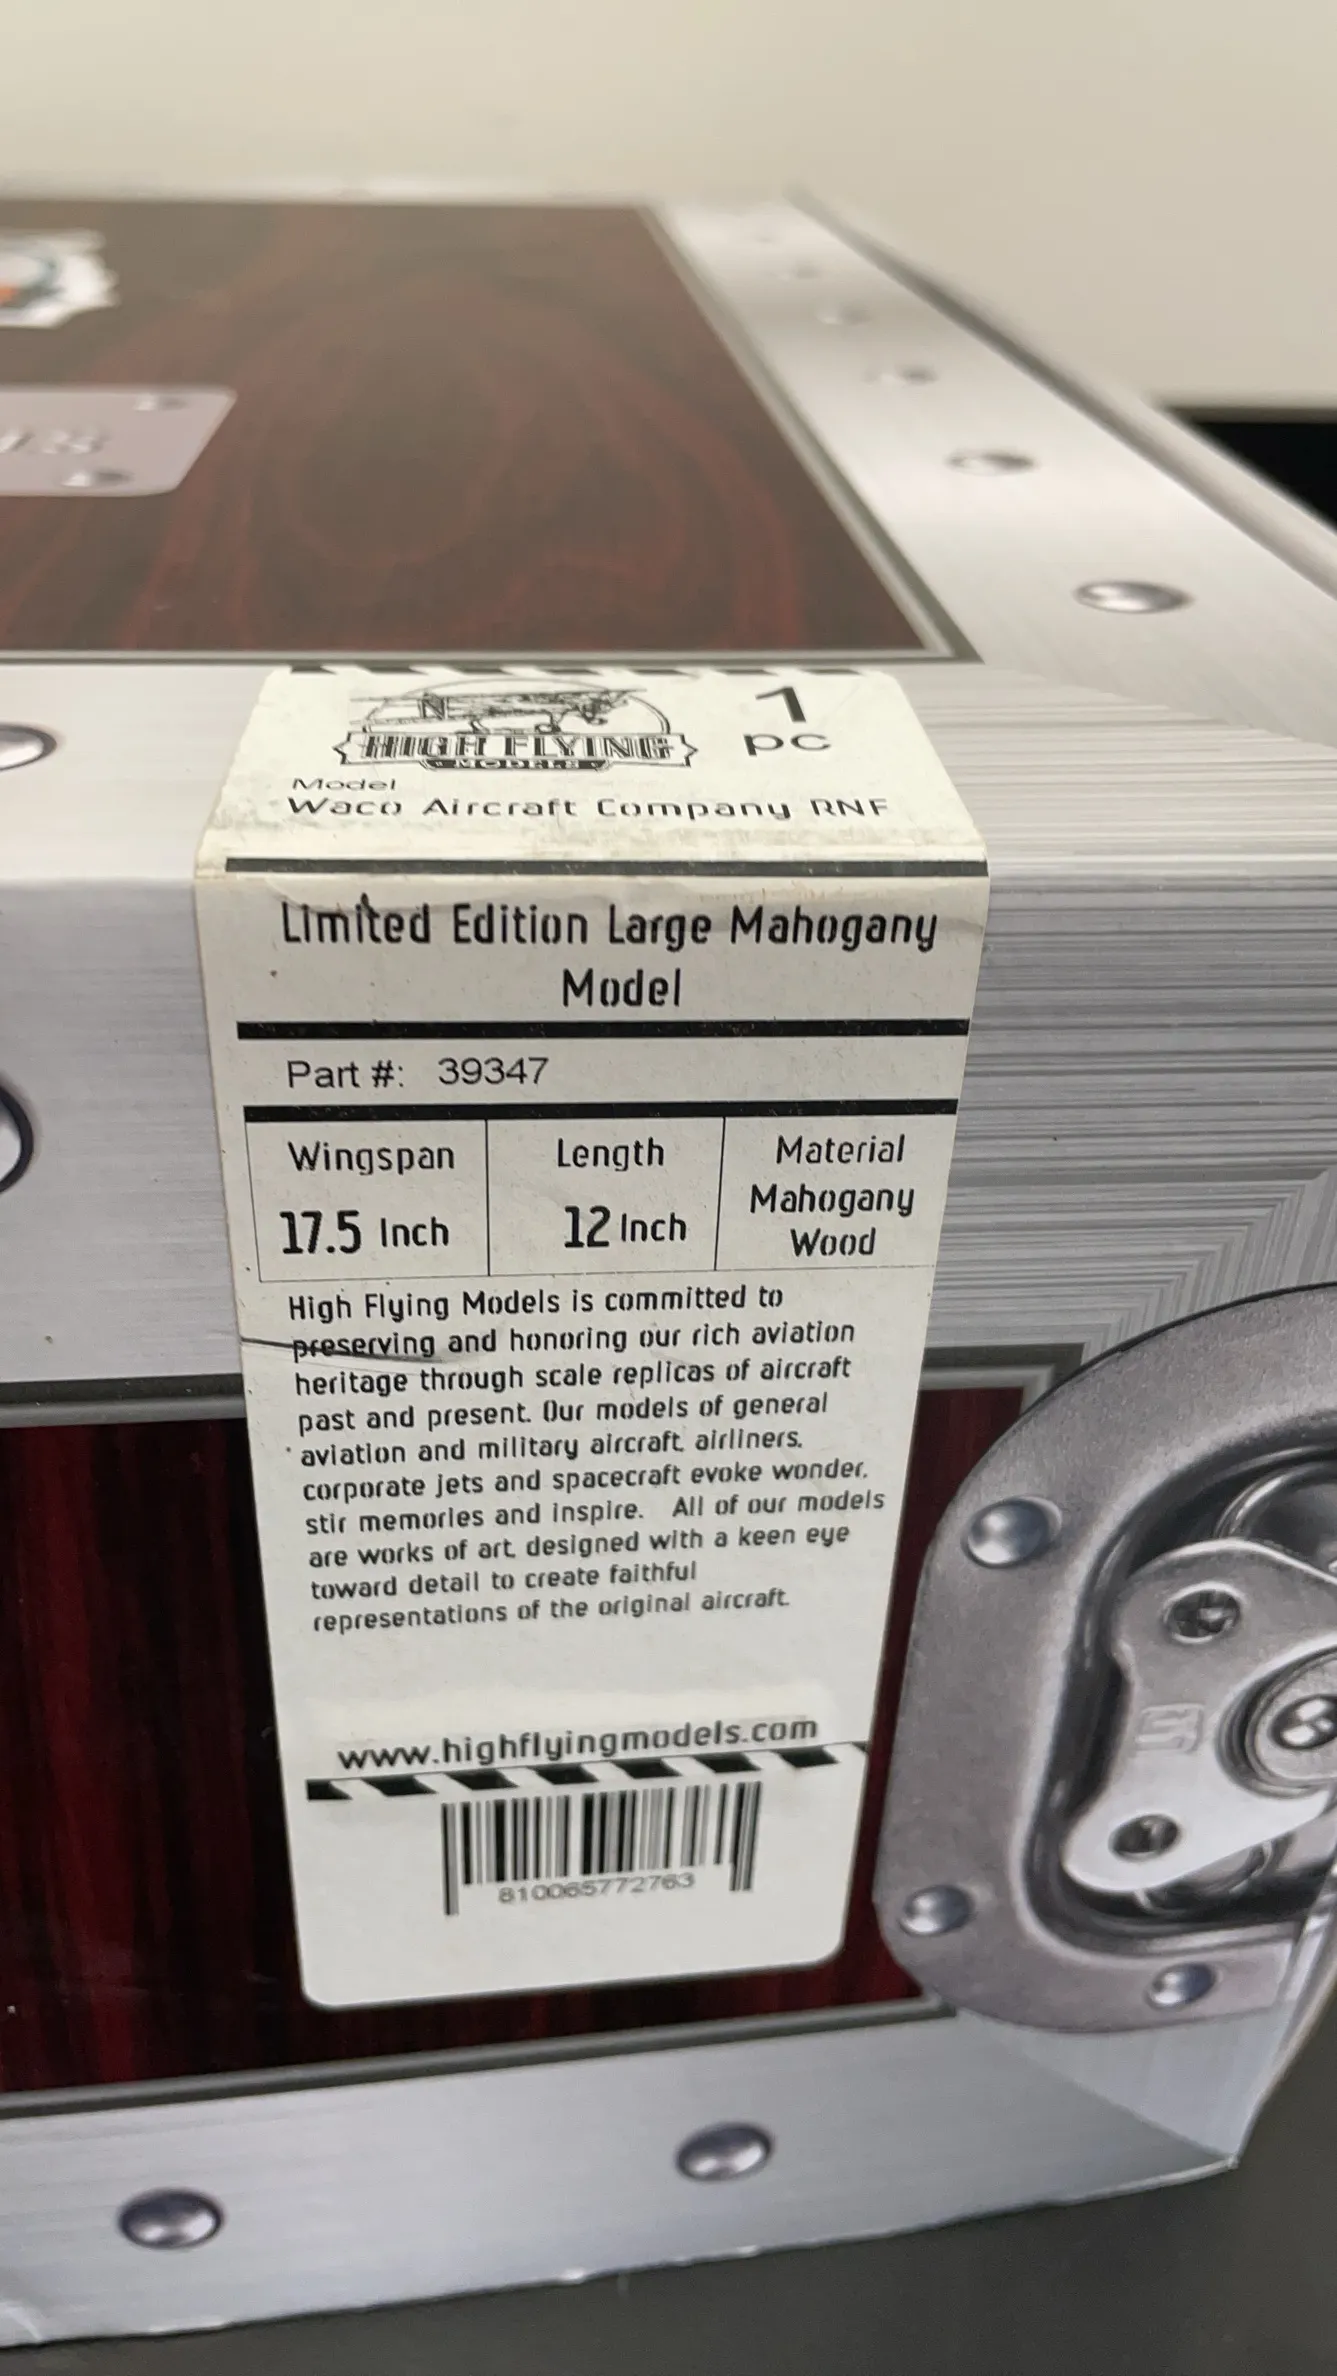 HIGH FLYING
MODELS
1
pc
Model
Waco Aircraft Company RNF
Limited Edition Large Mahogany
Model
Part #: 39347
Wingspan
17.5 Inch
Length
12 Inch
Material
Mahogany
Wood
High Flying Models is committed to
preserving and honoring our rich aviation
heritage through scale replicas of aircraft
past and present. Our models of general
aviation and military aircraft, airliners,
corporate jets and spacecraft evoke wonder,
stir memories and inspire. All of our models
are works of art, designed with a keen eye
toward detail to create faithful
representations of the original aircraft.
www.highflyingmodels.com
810065772763